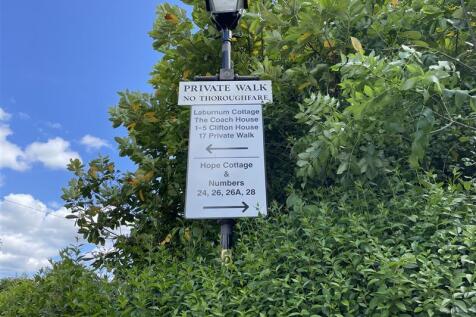 PRIVATE WALK
NO THOROUGHFARE.
Laburnum Cottage
The Coach House
1-5 Clifton House
17 Private Walk
Hope Cottage
&
Numbers
24, 26, 26A, 28